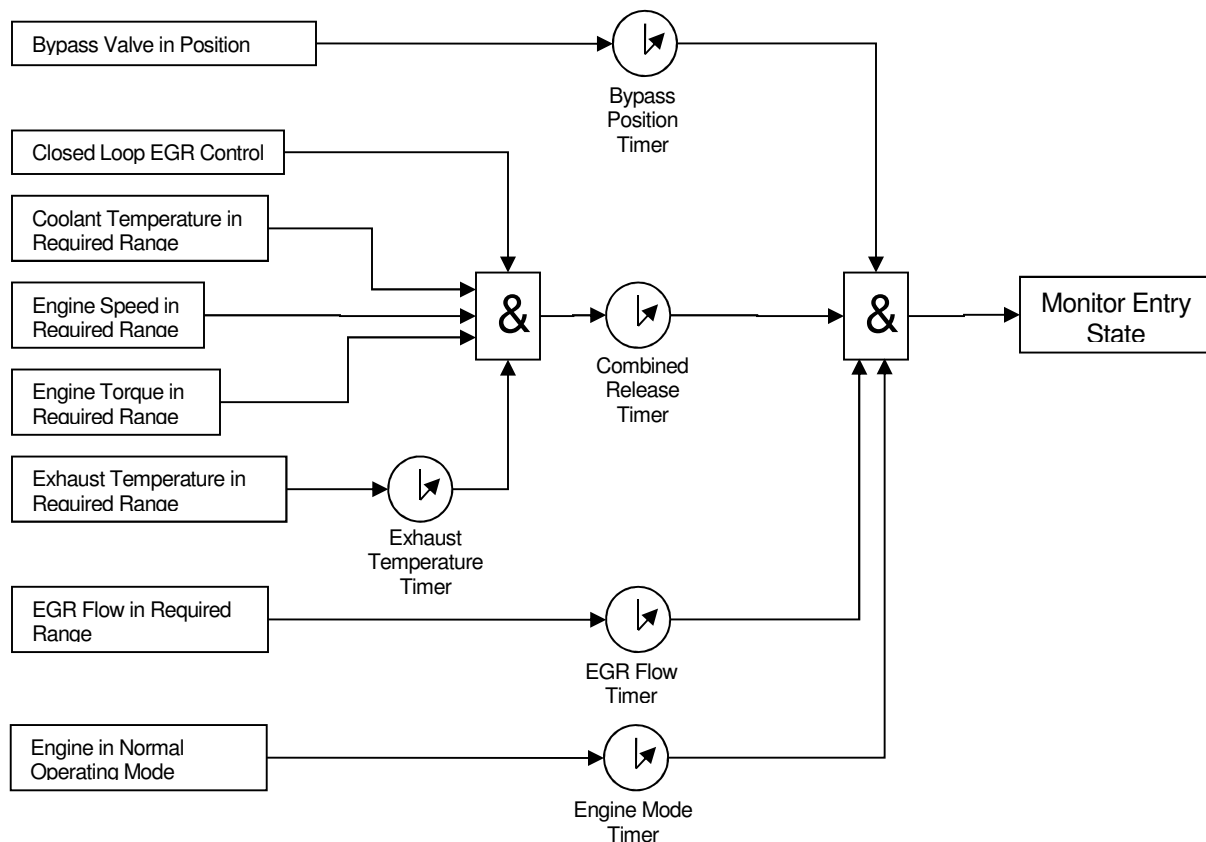 Bypass Valve in Position
Bypass
Position
Timer
Closed Loop EGR Control
Coolant Temperature in
Required Range
Engine Speed in
Required Range
Engine Torque in
Required Range
Exhaust Temperature in
Required Range
&
Combined
Release
Timer
&
Monitor Entry
State
Exhaust
Temperature
Timer
EGR Flow in Required
Range
EGR Flow
Timer
Engine in Normal
Operating Mode
Engine Mode
Timer